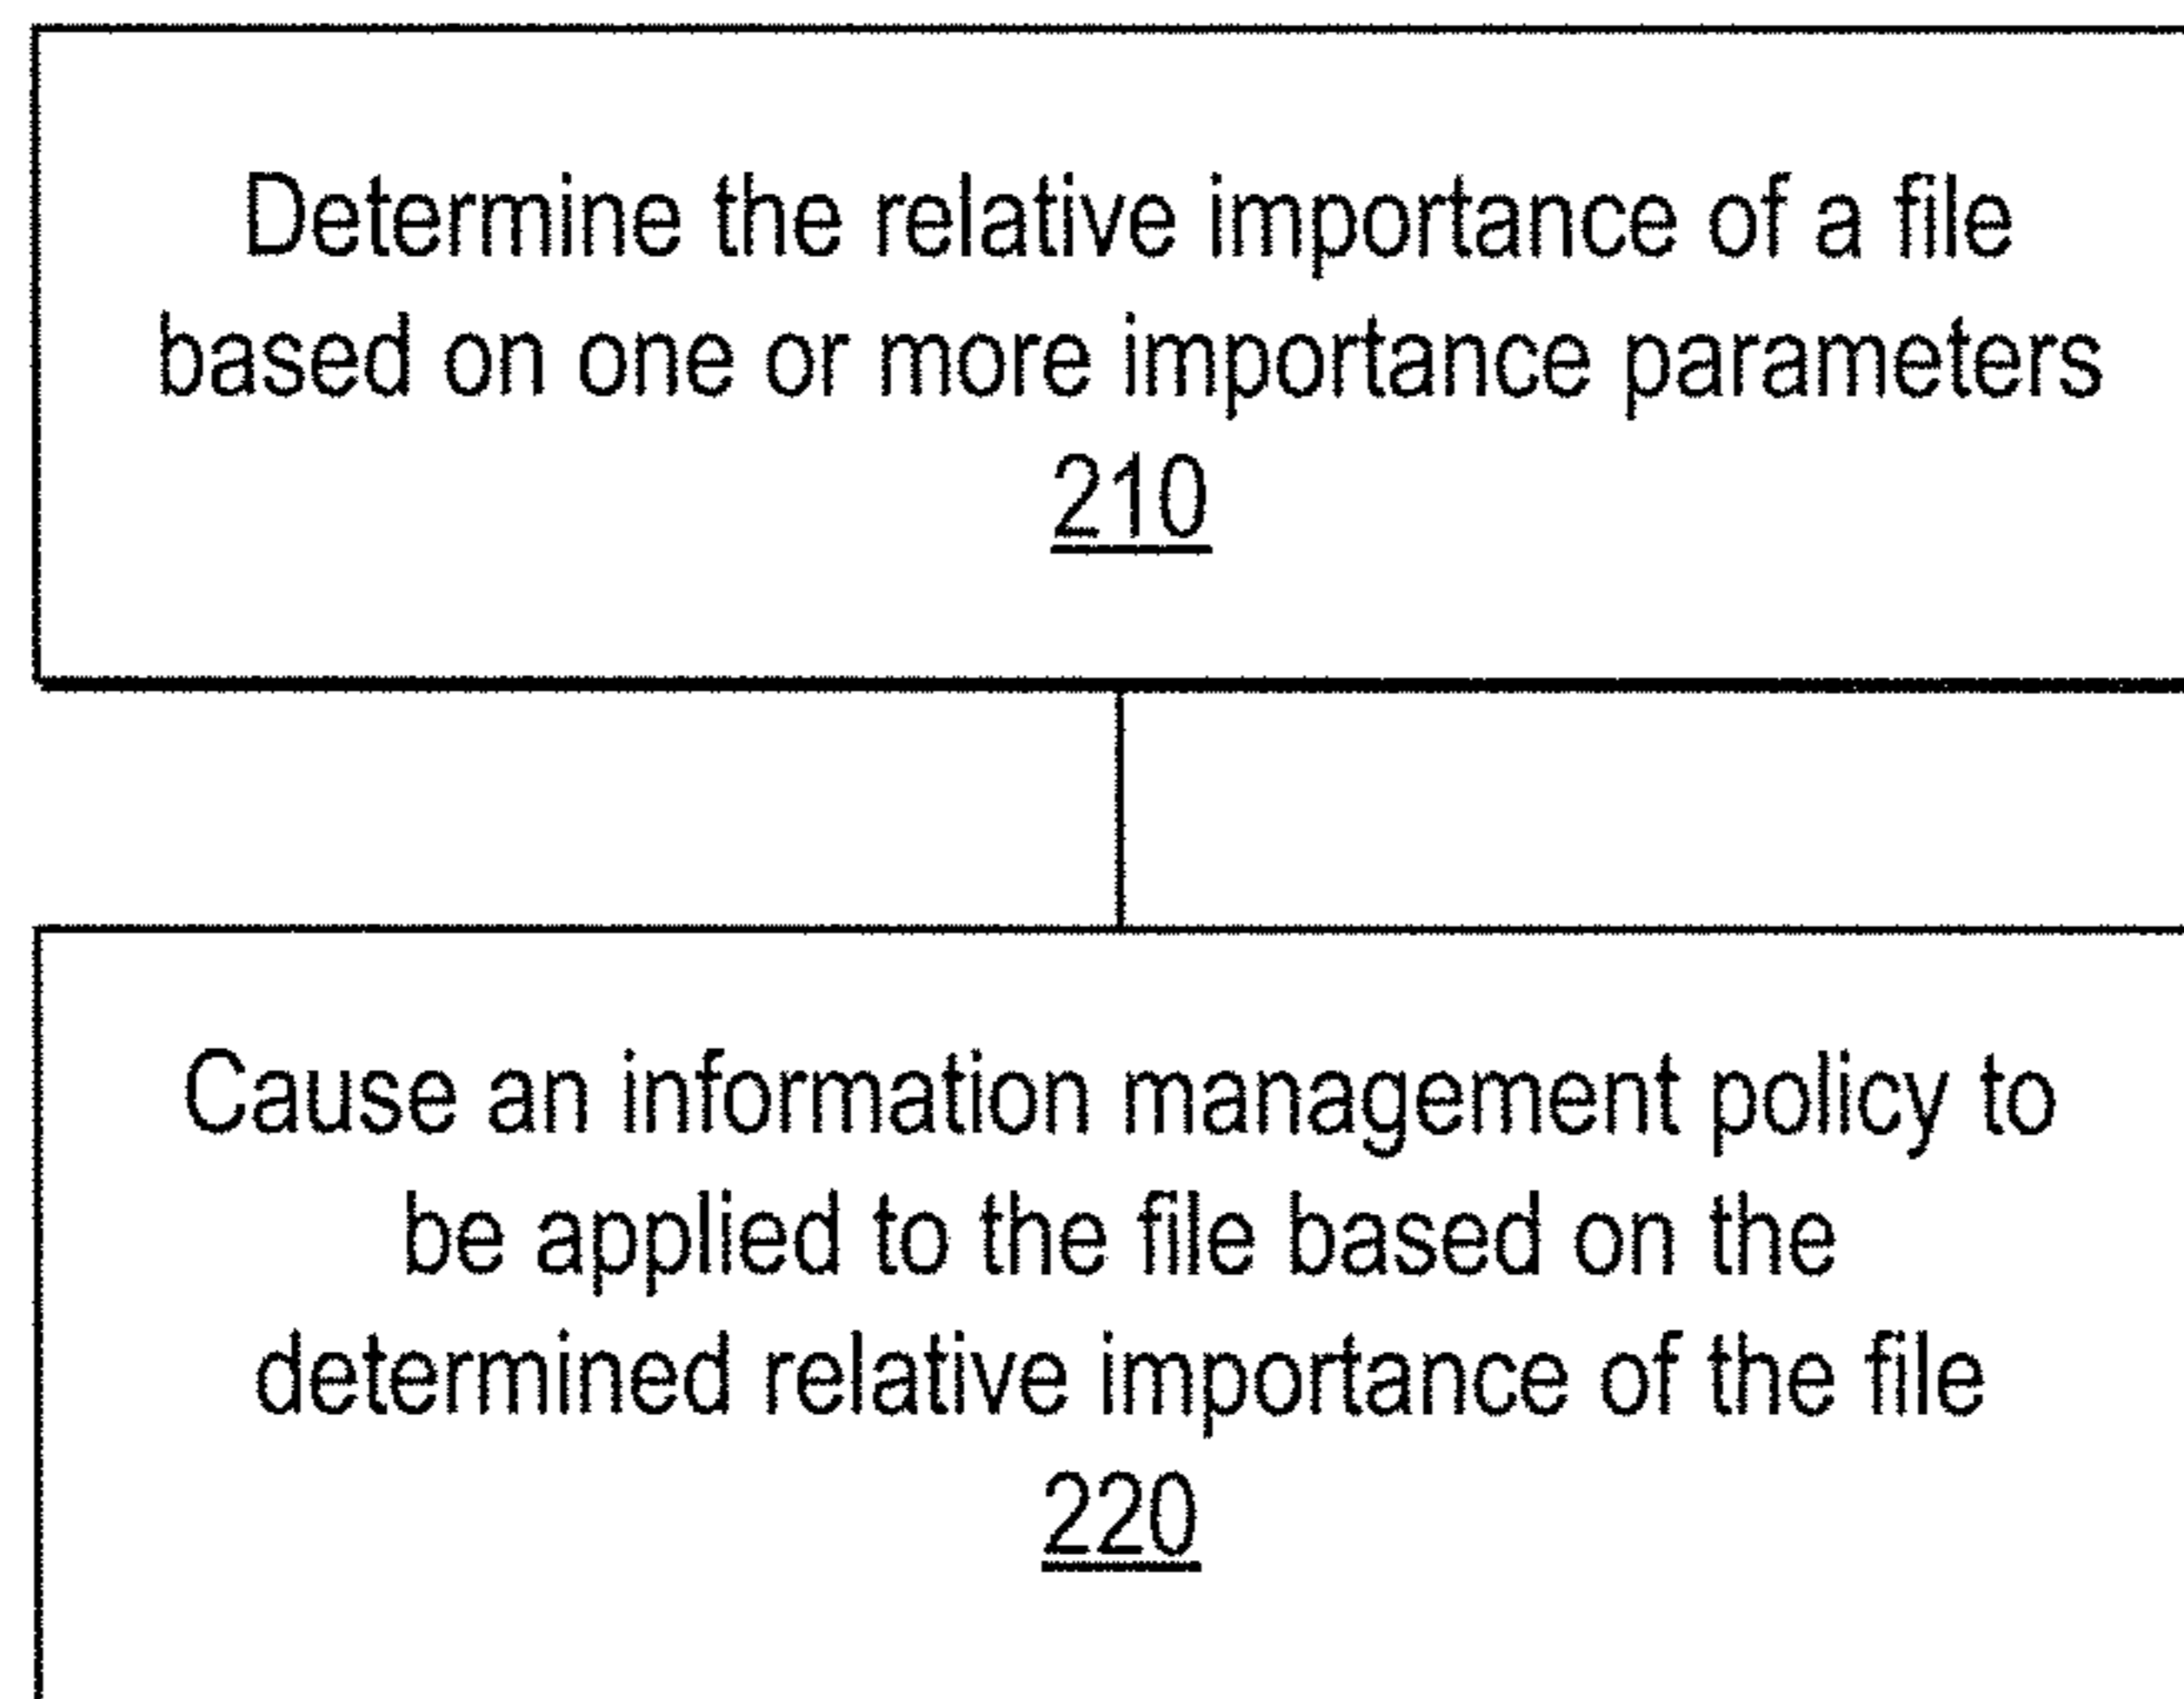 Determine the relative importance of a file
based on one or more importance parameters
210
Cause an information management policy to
be applied to the file based on the
determined relative importance of the file
220